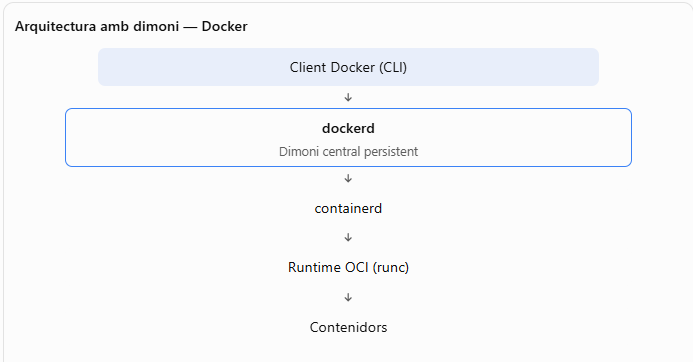 Arquitectura amb dimoni — Docker
Client Docker (CLI)
↓
dockerd
Dimoni central persistent
↓
containerd
↓
Runtime OCI (runc)
↓
Contenidors